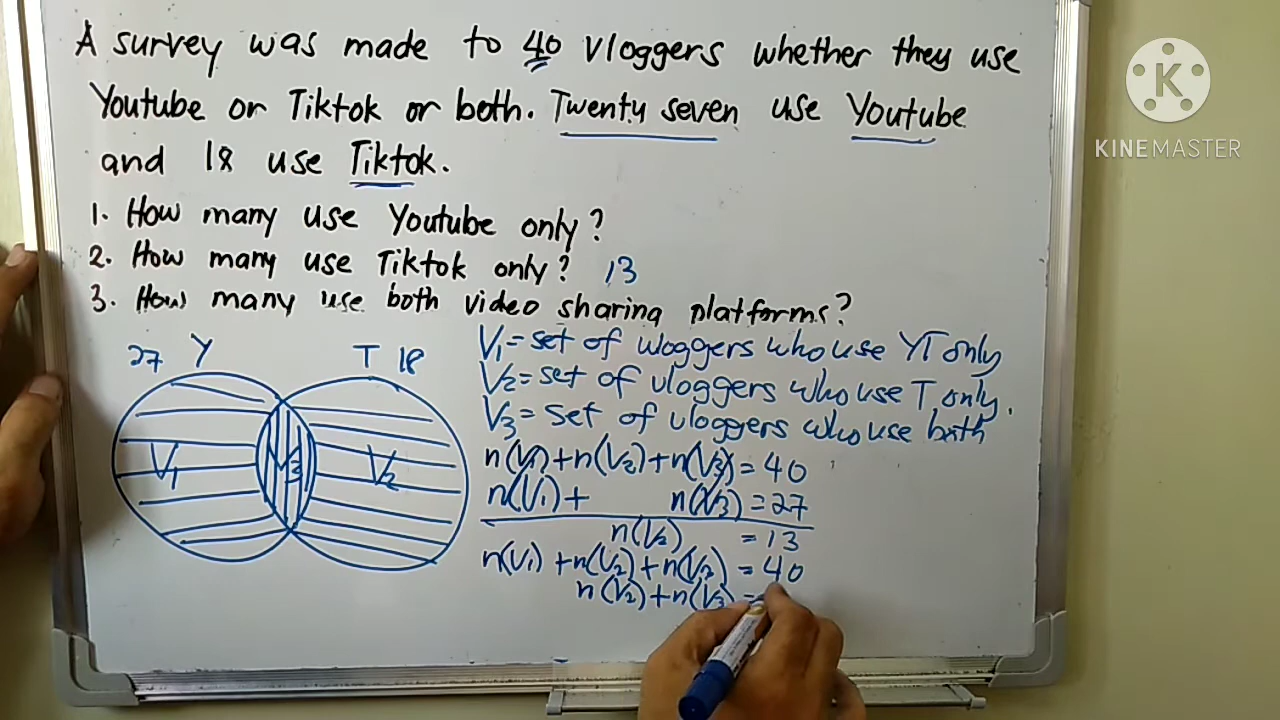 A survey was made to 40 vloggers whether they use
Youtube or Tiktok or both. Twenty seven use Youtube
and 18 use Tiktok.
1. How many use Youtube only?
2. How many use Tiktok only? 13
3. How many use both video sharing platforms?
27 Y T 18
V1 V3 V2
V1 = set of vloggers who use YT only
V2 = set of vloggers who use T only.
V3 = set of vloggers who use both
n(V1) + n(V2) + n(V3) = 40
n(V1) + n(V3) = 27
n(V2) = 13
n(V1) + n(V2) + n(V3) = 40
n(V2) + n(V3) =
K
KINEMASTER